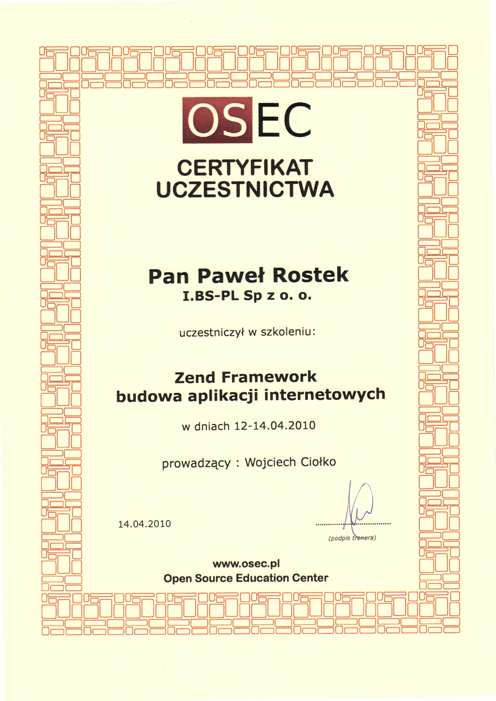 OSEC
CERTYFIKAT
UCZESTNICTWA
Pan Paweł Rostek
I.BS-PL Sp z o. o.
uczestniczył w szkoleniu:
Zend Framework
budowa aplikacji internetowych
w dniach 12-14.04.2010
prowadzący : Wojciech Ciołko
14.04.2010
(podpis trenera)
www.osec.pl
Open Source Education Center